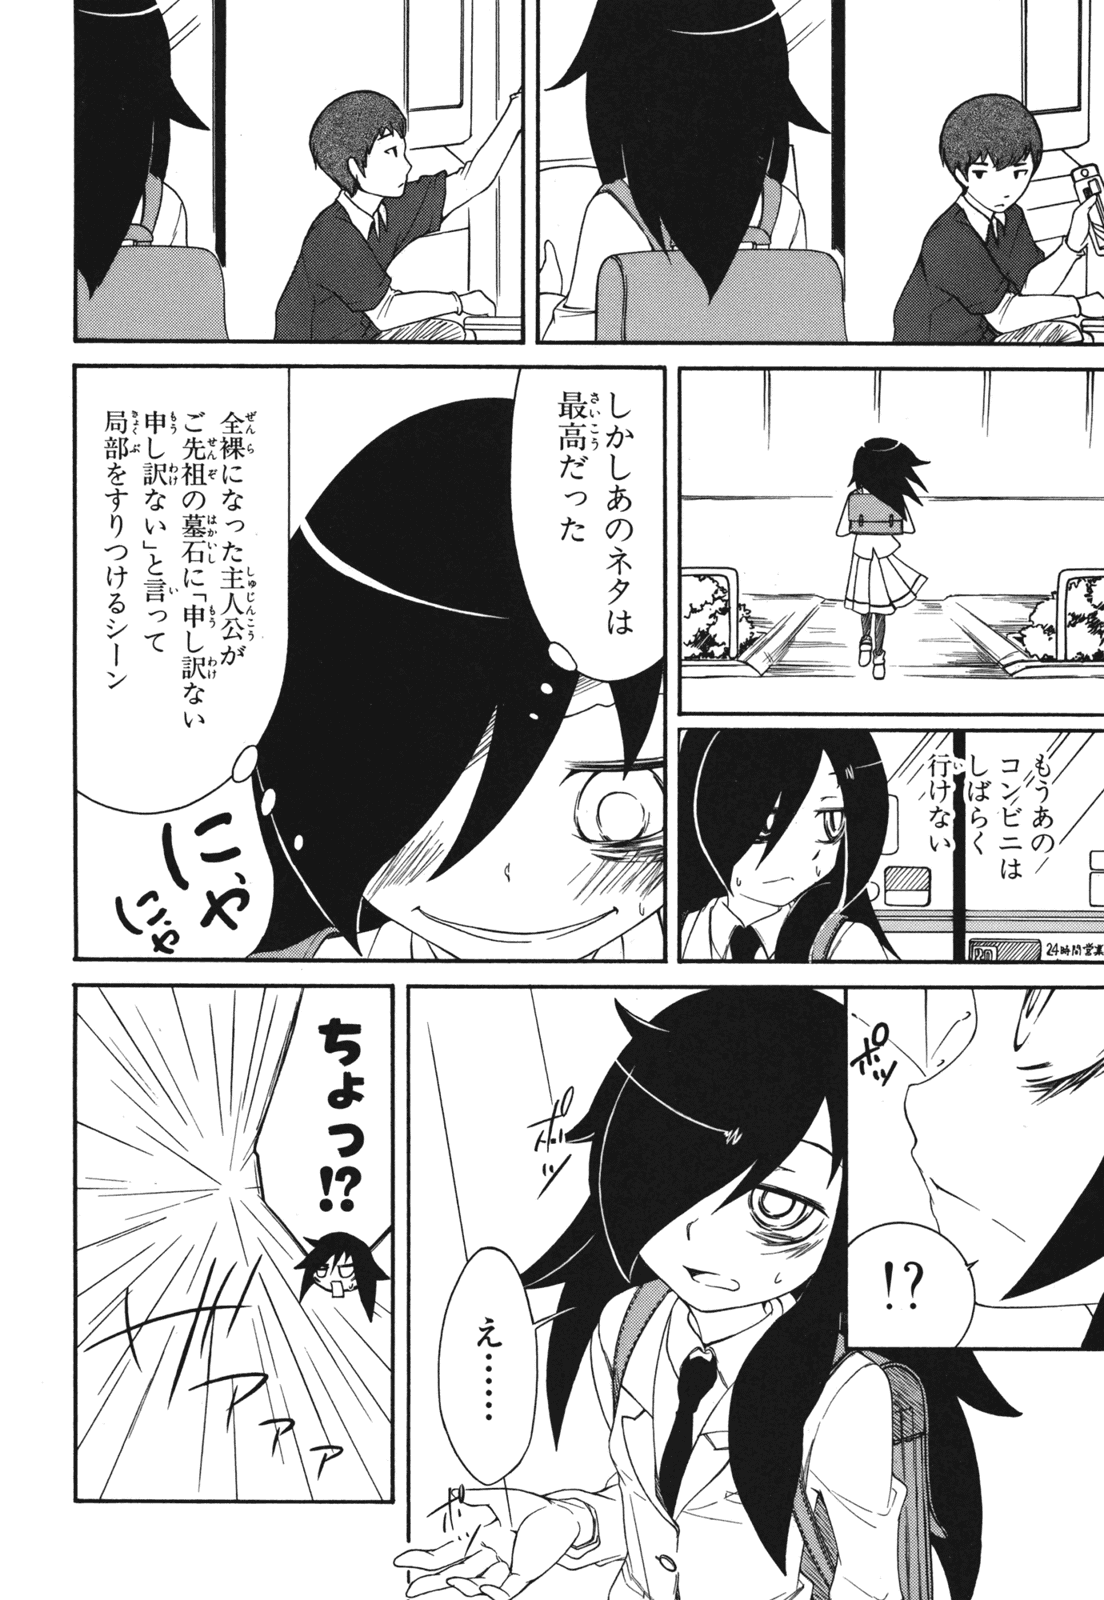 もうあの
コンビニは
しばらく
行けない
24時間営業
しかしあのネタは
最高だった
全裸になった主人公が
ご先祖の墓石に「申し訳ない
申し訳ない」と言って
局部をすりつけるシーン
にゃ
にゃ
ポッ
!?
ポッ
え……
ポ
ちょっ!?
ザァァァ